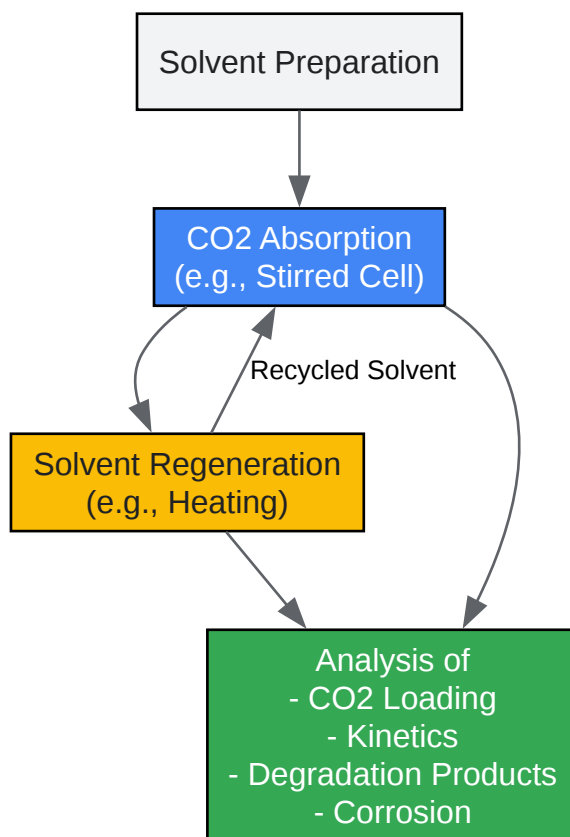 Solvent Preparation
CO2 Absorption
(e.g., Stirred Cell)
Recycled Solvent
Solvent Regeneration
(e.g., Heating)
Analysis of
- CO2 Loading
- Kinetics
- Degradation Products
- Corrosion